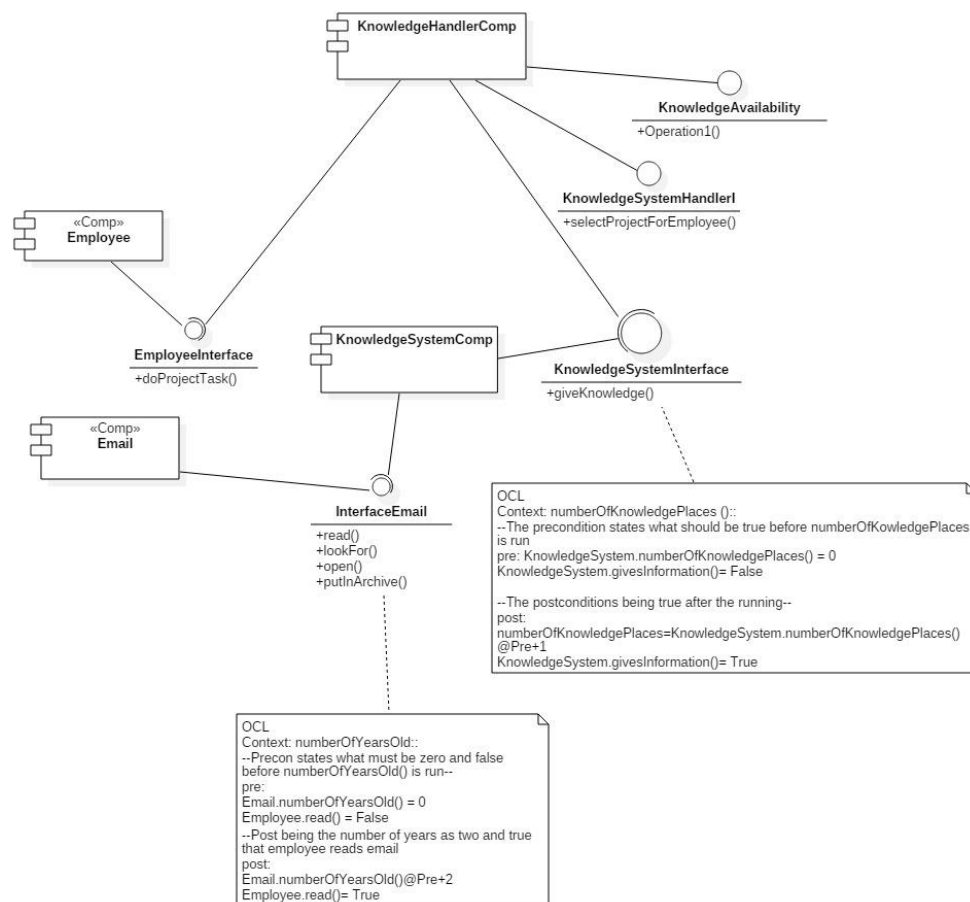 KnowledgeHandlerComp
KnowledgeAvailability
+Operation1()
KnowledgeSystemHandlerI
+selectProjectForEmployee()
«Comp»
Employee
EmployeeInterface
+doProjectTask()
KnowledgeSystemComp
KnowledgeSystemInterface
+giveKnowledge()
«Comp»
Email
InterfaceEmail
+read()
+lookFor()
+open()
+putInArchive()
OCL
Context: numberOfKnowledgePlaces ()::
--The precondition states what should be true before numberOfKowledgePlaces
is run
pre: KnowledgeSystem.numberOfKnowledgePlaces() = 0
KnowledgeSystem.givesInformation()= False
--The postconditions being true after the running--
post:
numberOfKnowledgePlaces=KnowledgeSystem.numberOfKnowledgePlaces()
@Pre+1
KnowledgeSystem.givesInformation()= True
OCL
Context: numberOfYearsOld::
--Precon states what must be zero and false
before numberOfYearsOld() is run--
pre:
Email.numberOfYearsOld() = 0
Employee.read() = False
--Post being the number of years as two and true
that employee reads email
post:
Email.numberOfYearsOld()@Pre+2
Employee.read()= True